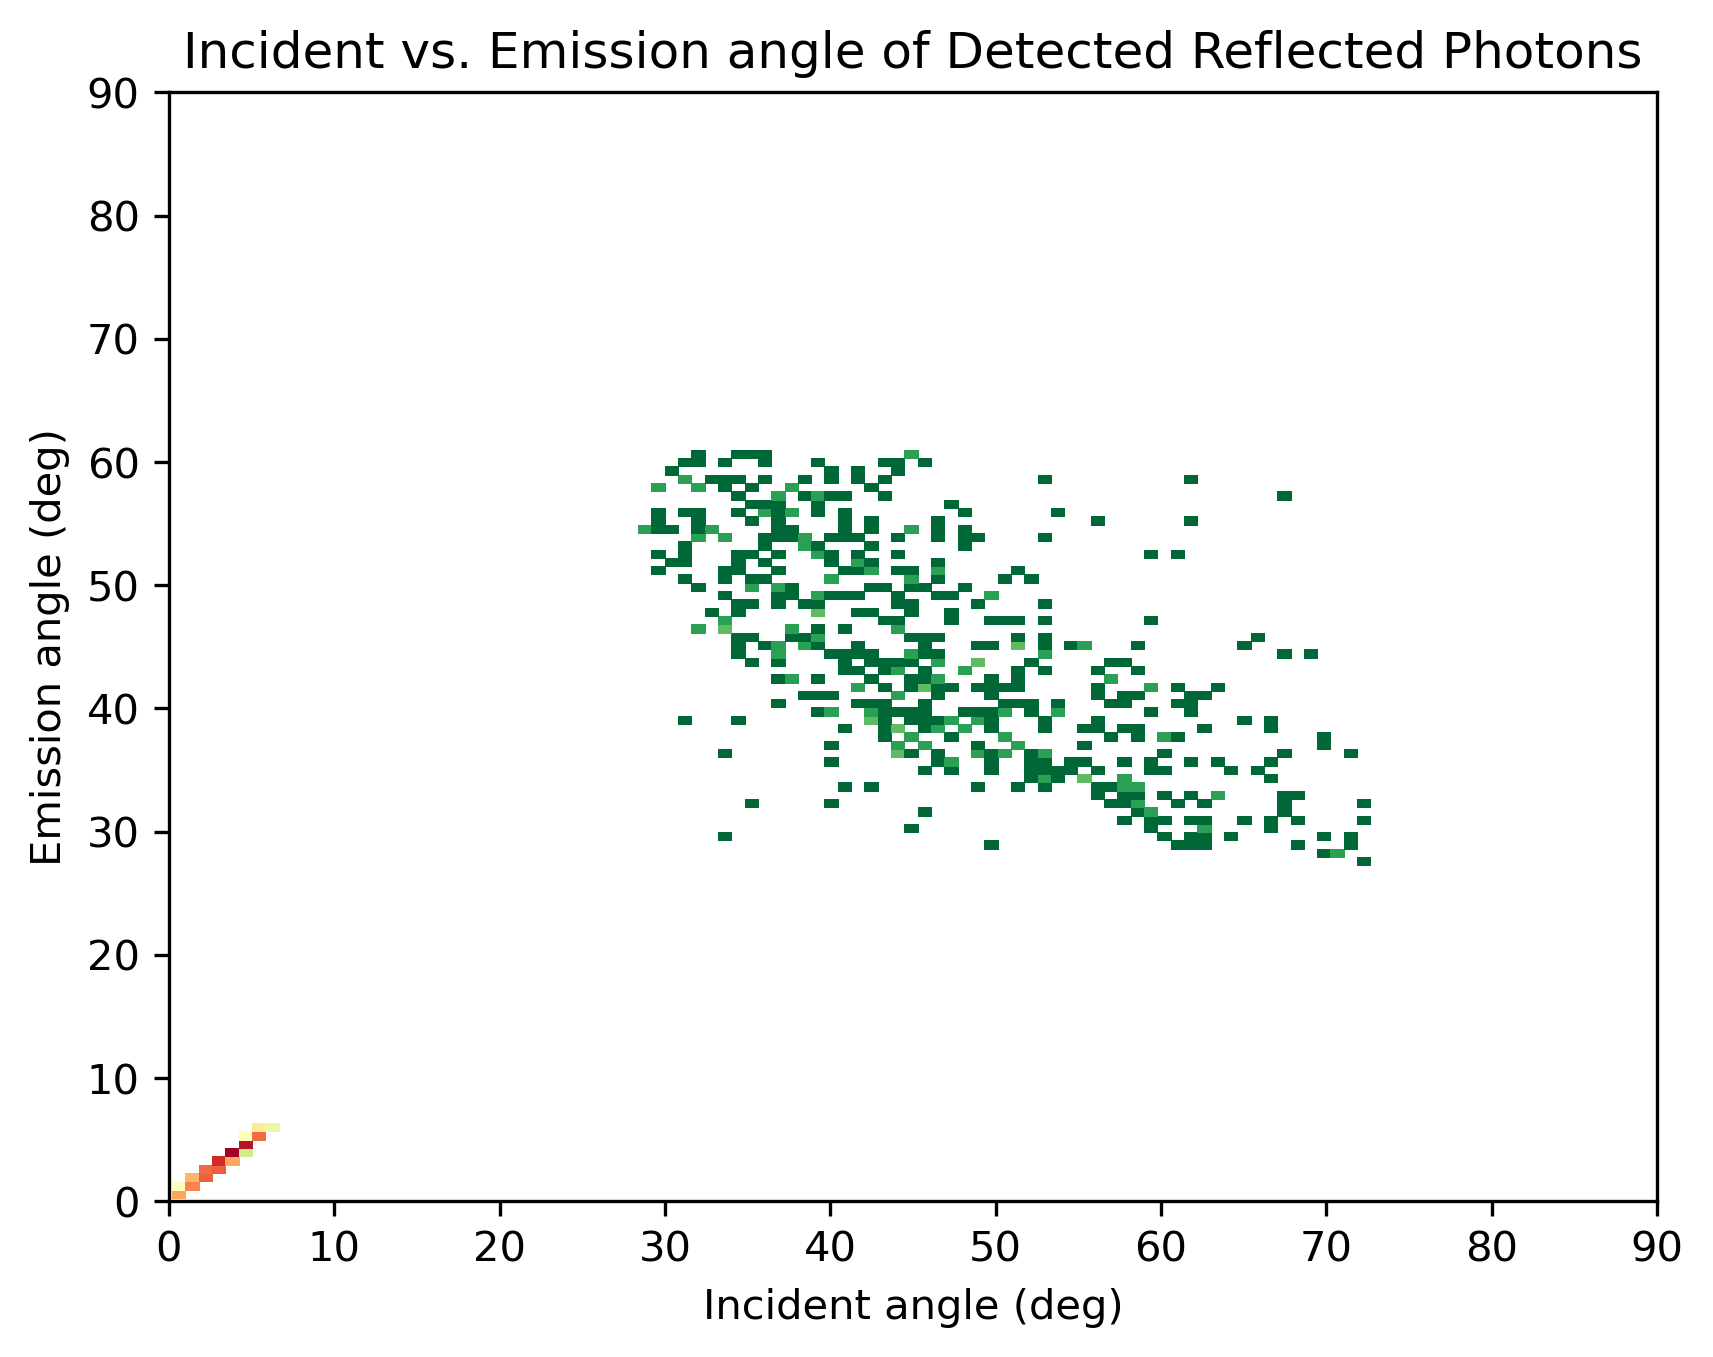 Incident vs. Emission angle of Detected Reflected Photons
90
80
70
60
50
40
30
20
10
0
Emission angle (deg)
0 10 20 30 40 50 60 70 80 90
Incident angle (deg)